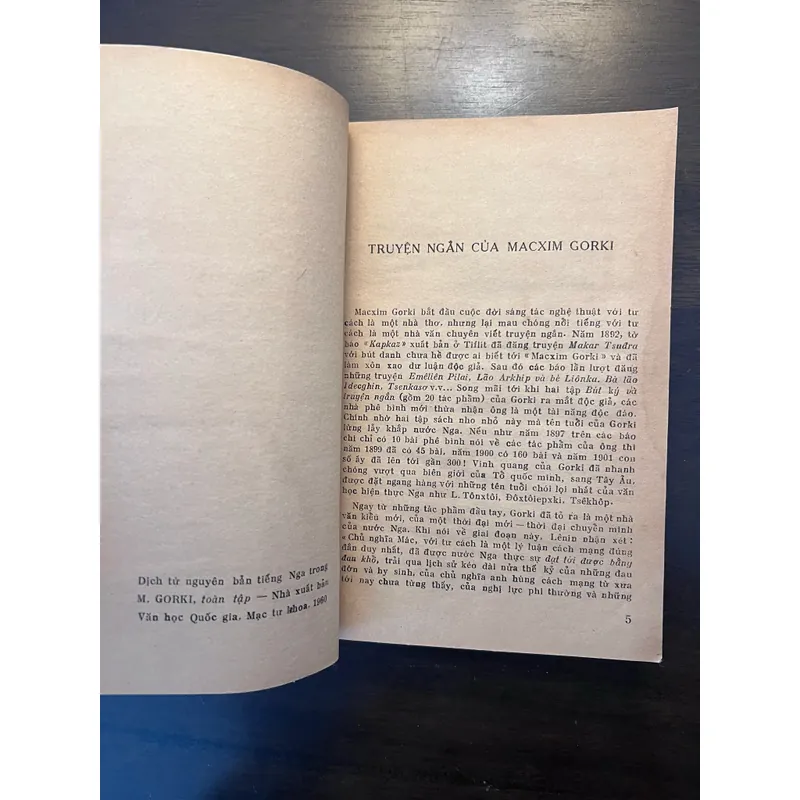 Dịch từ nguyên bản tiếng Nga trong
M. GORKI, toàn tập — Nhà xuất bản
Văn học Quốc gia, Mạc tư khoa, 1960
TRUYỆN NGẮN CỦA MACXIM GORKI
Macxim Gorki bắt đầu cuộc đời sáng tác nghệ thuật với tư
cách là một nhà thơ, nhưng lại mau chóng nổi tiếng với tư
cách là một nhà văn chuyên viết truyện ngắn. Năm 1892, tờ
báo «Kapkaz» xuất bản ở Tiflit đã đăng truyện Makar Tsuđra
với bút danh chưa hề được ai biết tới «Macxim Gorki» và đã
làm xôn xao dư luận độc giả. Sau đó các báo lần lượt đăng
những truyện Emêliên Pilai, Lão Arkhip và bé Liônka, Bà lão
Idecghin, Tsenkasơ v.v... Song mãi tới khi hai tập Bút ký và
truyện ngắn (gồm 20 tác phẩm) của Gorki ra mắt độc giả, các
nhà phê bình mới thừa nhận ông là một tài năng độc đáo.
Chính nhờ hai tập sách nho nhỏ này mà tên tuổi của Gorki
lừng lẫy khắp nước Nga. Nếu như năm 1897 trên các báo
chỉ có 10 bài phê bình nói về các tác phẩm của ông thì
năm 1899 đã có 45 bài, năm 1900 có 160 bài và năm 1901 con
số ấy đã lên tới gần 300! Vinh quang của Gorki đã nhanh
chóng vượt qua biên giới của Tổ quốc mình, sang Tây Âu,
được đặt ngang hàng với những tên tuổi chói lọi nhất của văn
học hiện thực Nga như L. Tônxtôi, Đôxtôiepxki, Tsêkhôp.
Ngay từ những tác phẩm đầu tay, Gorki đã tỏ ra là một nhà
văn kiểu mới, của một thời đại mới — thời đại chuyển mình
của nước Nga. Khi nói về giai đoạn này, Lênin nhận xét:
«Chủ nghĩa Mác, với tư cách là một lý luận cách mạng đúng
đắn duy nhất, đã được nước Nga thực sự đạt tới được bằng
đau khổ, trải qua lịch sử kéo dài nửa thế kỷ của những đau
đớn và hy sinh, của chủ nghĩa anh hùng cách mạng từ xưa
tới nay chưa từng thấy, của nghị lực phi thường và những
5